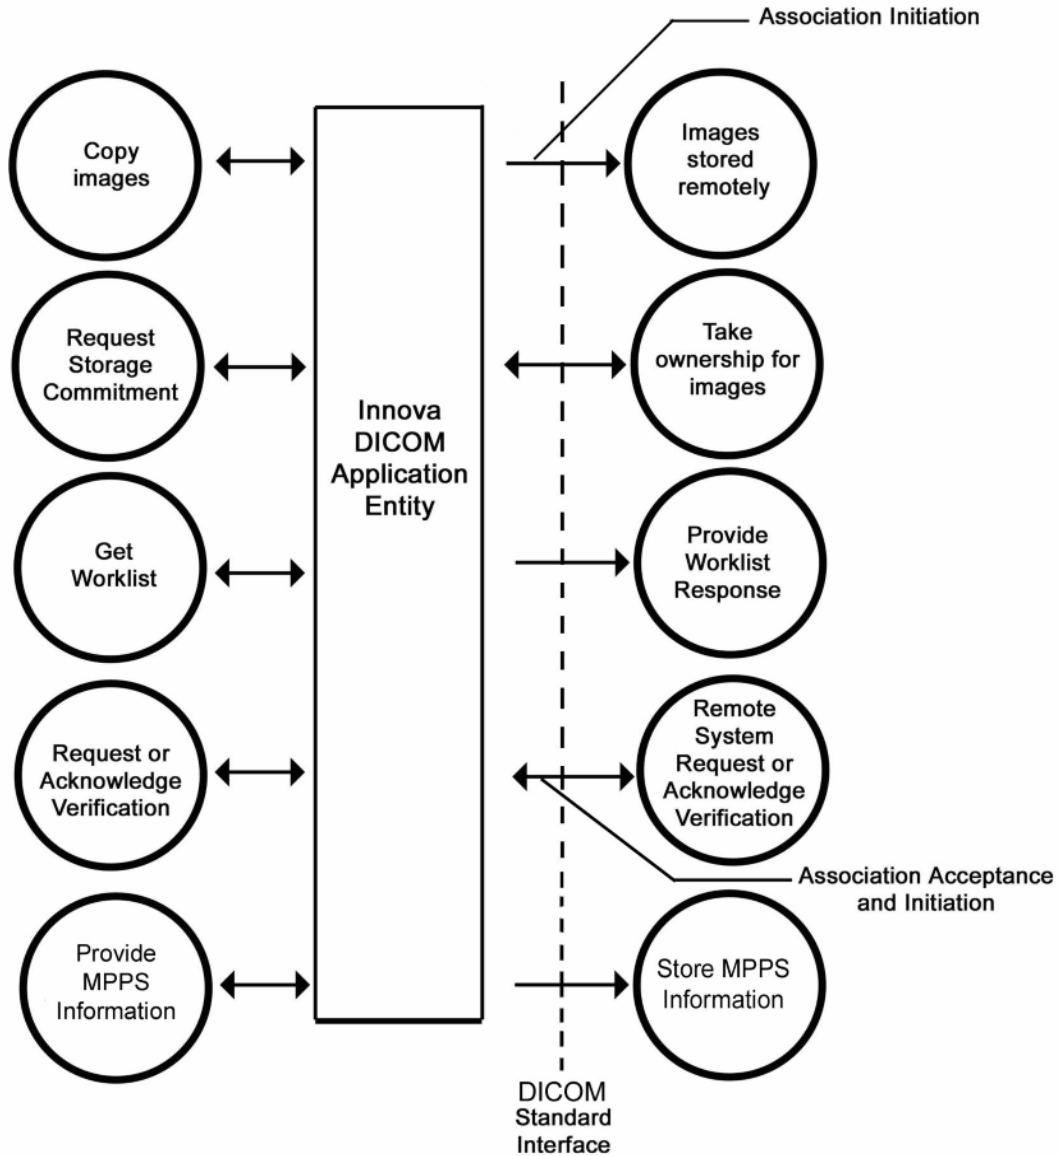 Association Initiation
Copy
images
Images
stored
remotely
Request
Storage
Commitment
Take
ownership for
images
Innova
DICOM
Application
Entity
Get
Worklist
Provide
Worklist
Response
Request or
Acknowledge
Verification
Remote
System
Request or
Acknowledge
Verification
Association Acceptance
and Initiation
Provide
MPPS
Information
Store MPPS
Information
DICOM
Standard
Interface